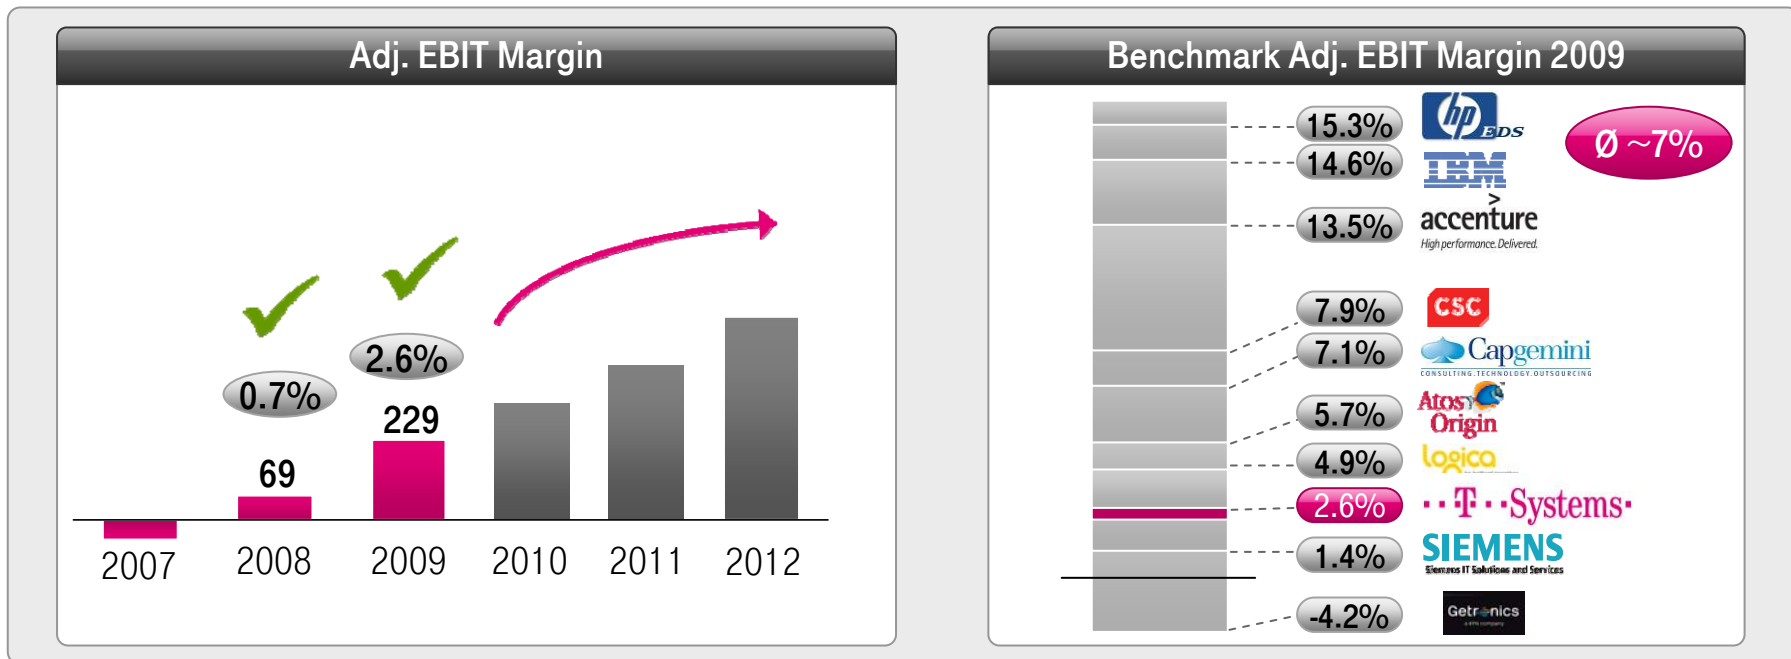 Adj. EBIT Margin
0.7%
2.6%
69
229
2007 2008 2009 2010 2011 2012
Benchmark Adj. EBIT Margin 2009
Ø ~7%
15.3% hp EDS
14.6% IBM
13.5% accenture
High performance. Delivered.
7.9% CSC
7.1% Capgemini
CONSULTING.TECHNOLOGY.OUTSOURCING
5.7% Atos Origin
4.9% logica
2.6% T Systems
1.4% SIEMENS
Siemens IT Solutions and Services
-4.2% Getronics